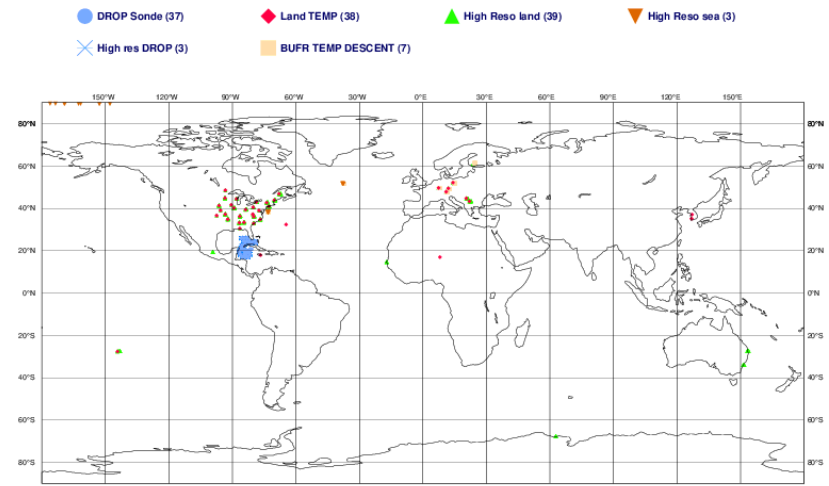 DROP Sonde (37) Land TEMP (38) High Reso land (39) High Reso sea (3)
High res DROP (3) BUFR TEMP DESCENT (7)
150°W 120°W 90°W 60°W 30°W 0°E 30°E 60°E 90°E 120°E 150°E
80°N 80°N
60°N 60°N
40°N 40°N
20°N 20°N
0°N 0°N
20°S 20°S
40°S 40°S
60°S 60°S
80°S 80°S